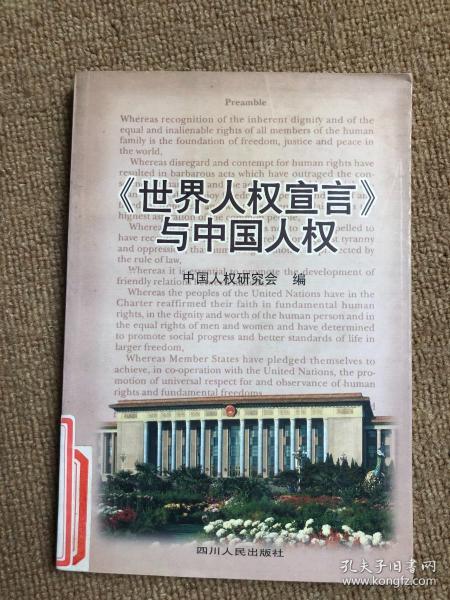 Preamble
Whereas recognition of the inherent dignity and of the
equal and inalienable rights of all members of the human
family is the foundation of freedom, justice and peace in
the world,
Whereas disregard and contempt for human rights have
resulted in barbarous acts which have outraged the con-
《世界人权宣言》
与中国人权
the rule of law,
中国人权研究会 编
Whereas the peoples of the United Nations have in the
Charter reaffirmed their faith in fundamental human
rights, in the dignity and worth of the human person and in
the equal rights of men and women and have determined
to promote social progress and better standards of life in
larger freedom,
Whereas Member States have pledged themselves to
achieve, in co-operation with the United Nations, the pro-
motion of universal respect for and observance of human
rights and fundamental freedoms
四川人民出版社
孔夫子旧书网
www.kongfz.com